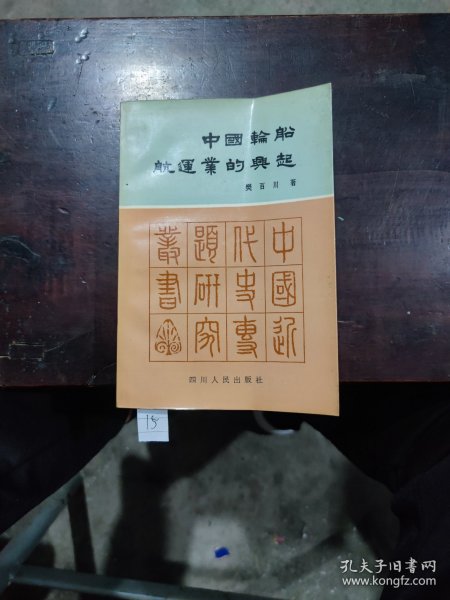 中國輪船
航運業的興起
樊百川 著
中國近
代史專
題研究
叢書
四川人民出版社
15
孔夫子旧书网
www.kongfz.com